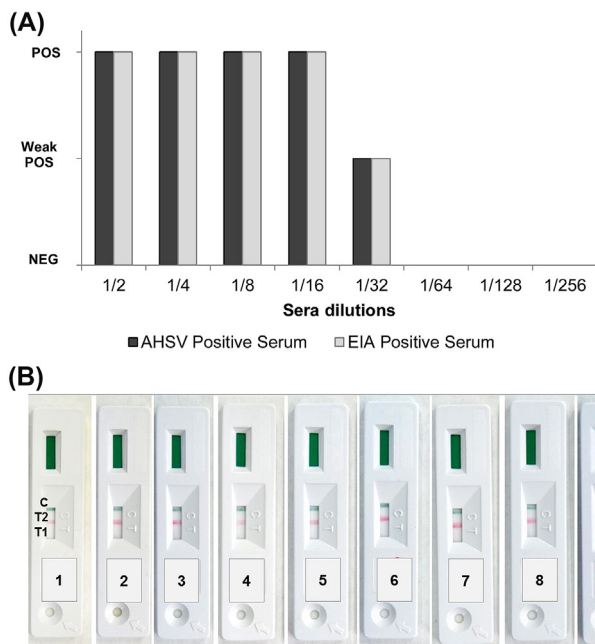 (A)
POS
Weak
POS
NEG
1/2 1/4 1/8 1/16 1/32 1/64 1/128 1/256
Sera dilutions
AHSV Positive Serum EIA Positive Serum
(B)
C
T2
T1
C T C T C T C T C T C T C T C T
1 2 3 4 5 6 7 8